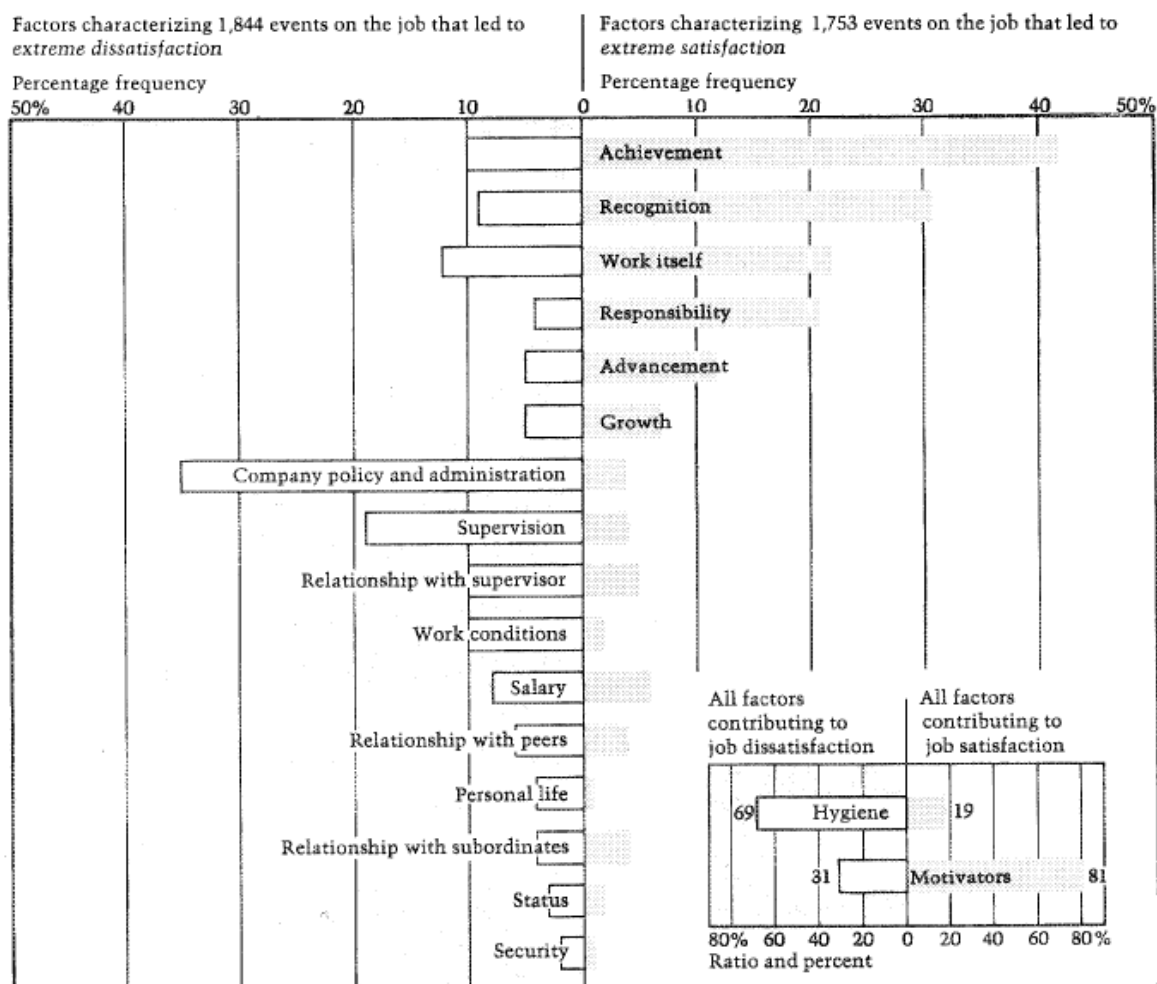 Factors characterizing 1,844 events on the job that led to
extreme dissatisfaction
Factors characterizing 1,753 events on the job that led to
extreme satisfaction
Percentage frequency
Percentage frequency
50% 40 30 20 10 0 10 20 30 40 50%
Achievement
Recognition
Work itself
Responsibility
Advancement
Growth
Company policy and administration
Supervision
Relationship with supervisor
Work conditions
Salary
Relationship with peers
Personal life
Relationship with subordinates
Status
Security
All factors
contributing to
job dissatisfaction
All factors
contributing to
job satisfaction
69 Hygiene 19
31 Motivators 81
80% 60 40 20 0 20 40 60 80%
Ratio and percent